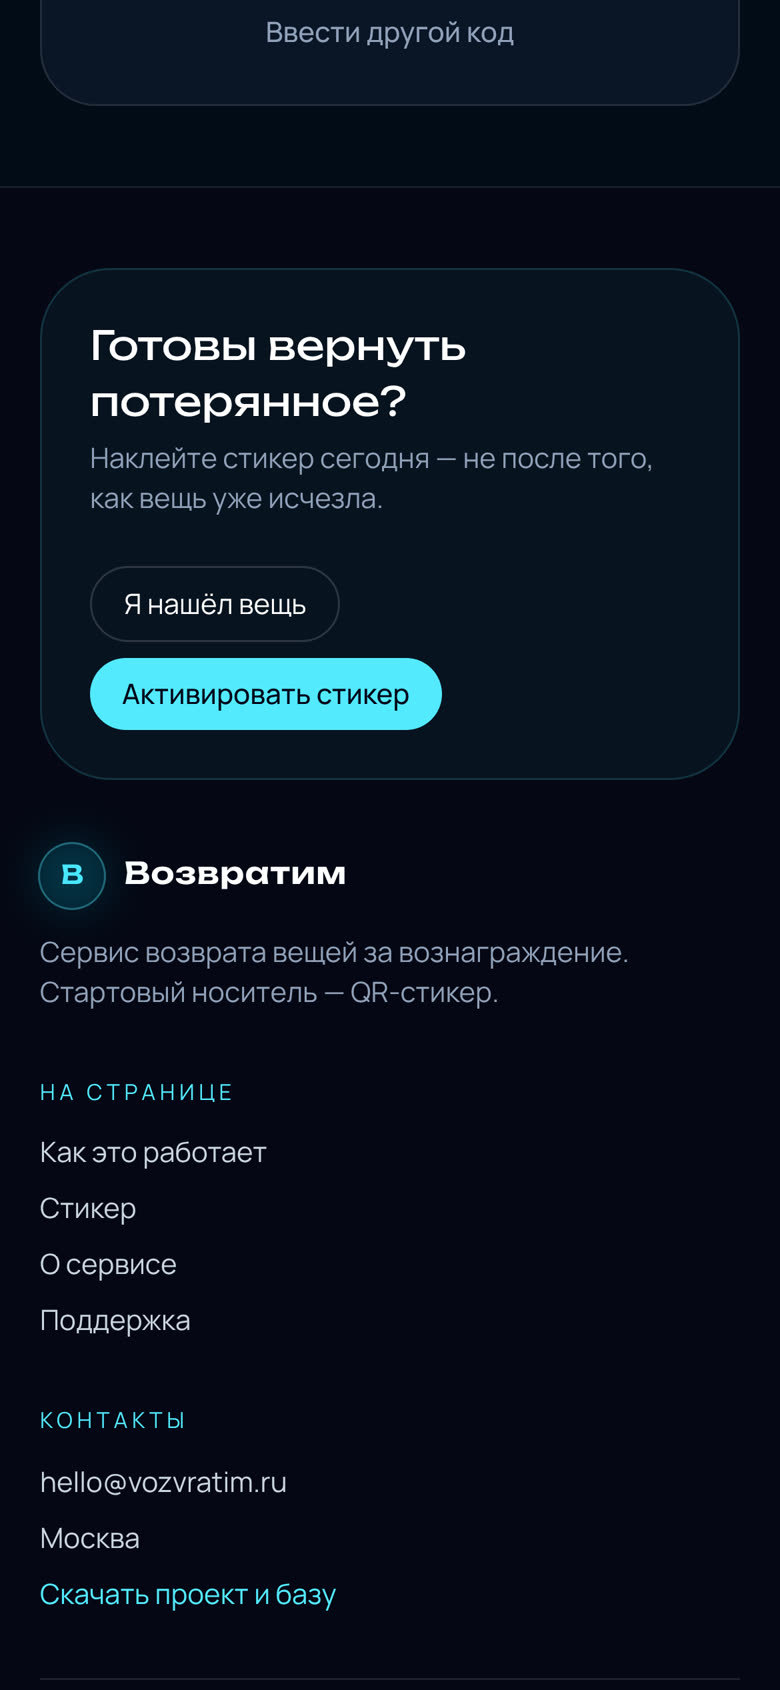 Ввести другой код
Готовы вернуть
потерянное?
Наклейте стикер сегодня — не после того,
как вещь уже исчезла.
Я нашёл вещь
Активировать стикер
В Возвратим
Сервис возврата вещей за вознаграждение.
Стартовый носитель — QR-стикер.
НА СТРАНИЦЕ
Как это работает
Стикер
О сервисе
Поддержка
КОНТАКТЫ
hello@vozvratim.ru
Москва
Скачать проект и базу